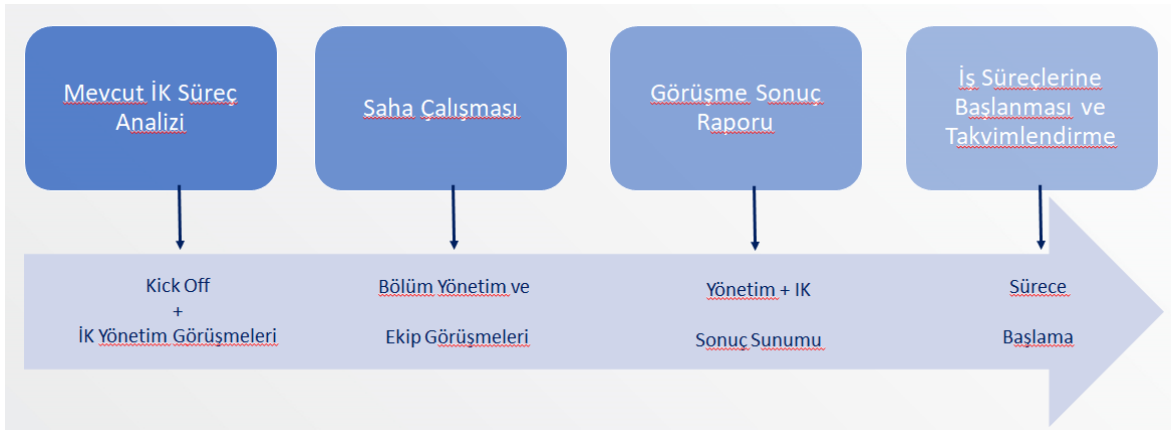 Mevcut İK Süreç
Analizi
Saha Çalışması
Görüşme Sonuç
Raporu
İş Süreçlerine
Başlanması ve
Takvimlendirme
Kick Off
+
İK Yönetim Görüşmeleri
Bölüm Yönetim ve
Ekip Görüşmeleri
Yönetim + IK
Sonuç Sunumu
Sürece
Başlama